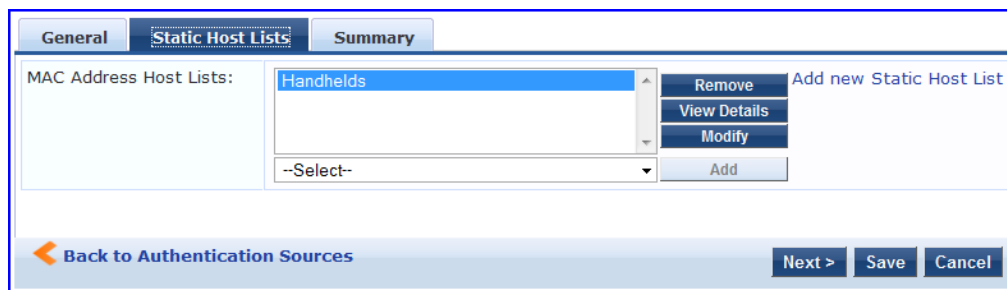 General Static Host Lists Summary
MAC Address Host Lists: Handhelds Remove Add new Static Host List
View Details
Modify
--Select-- Add
Back to Authentication Sources Next > Save Cancel